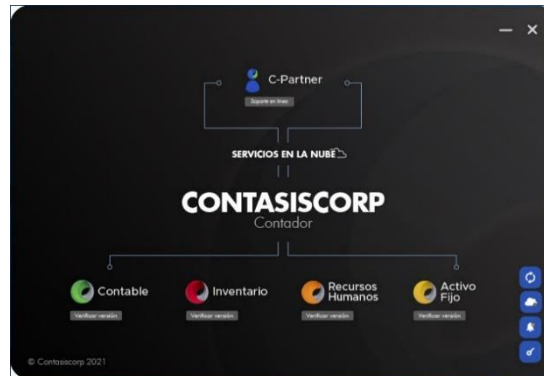 C-Partner
Soporte en línea
SERVICIOS EN LA NUBE
CONTASISCORP
Contador
Contable
Verificar versión
Inventario
Verificar versión
Recursos
Humanos
Verificar versión
Activo
Fijo
Verificar versión
© Contasiscorp 2021